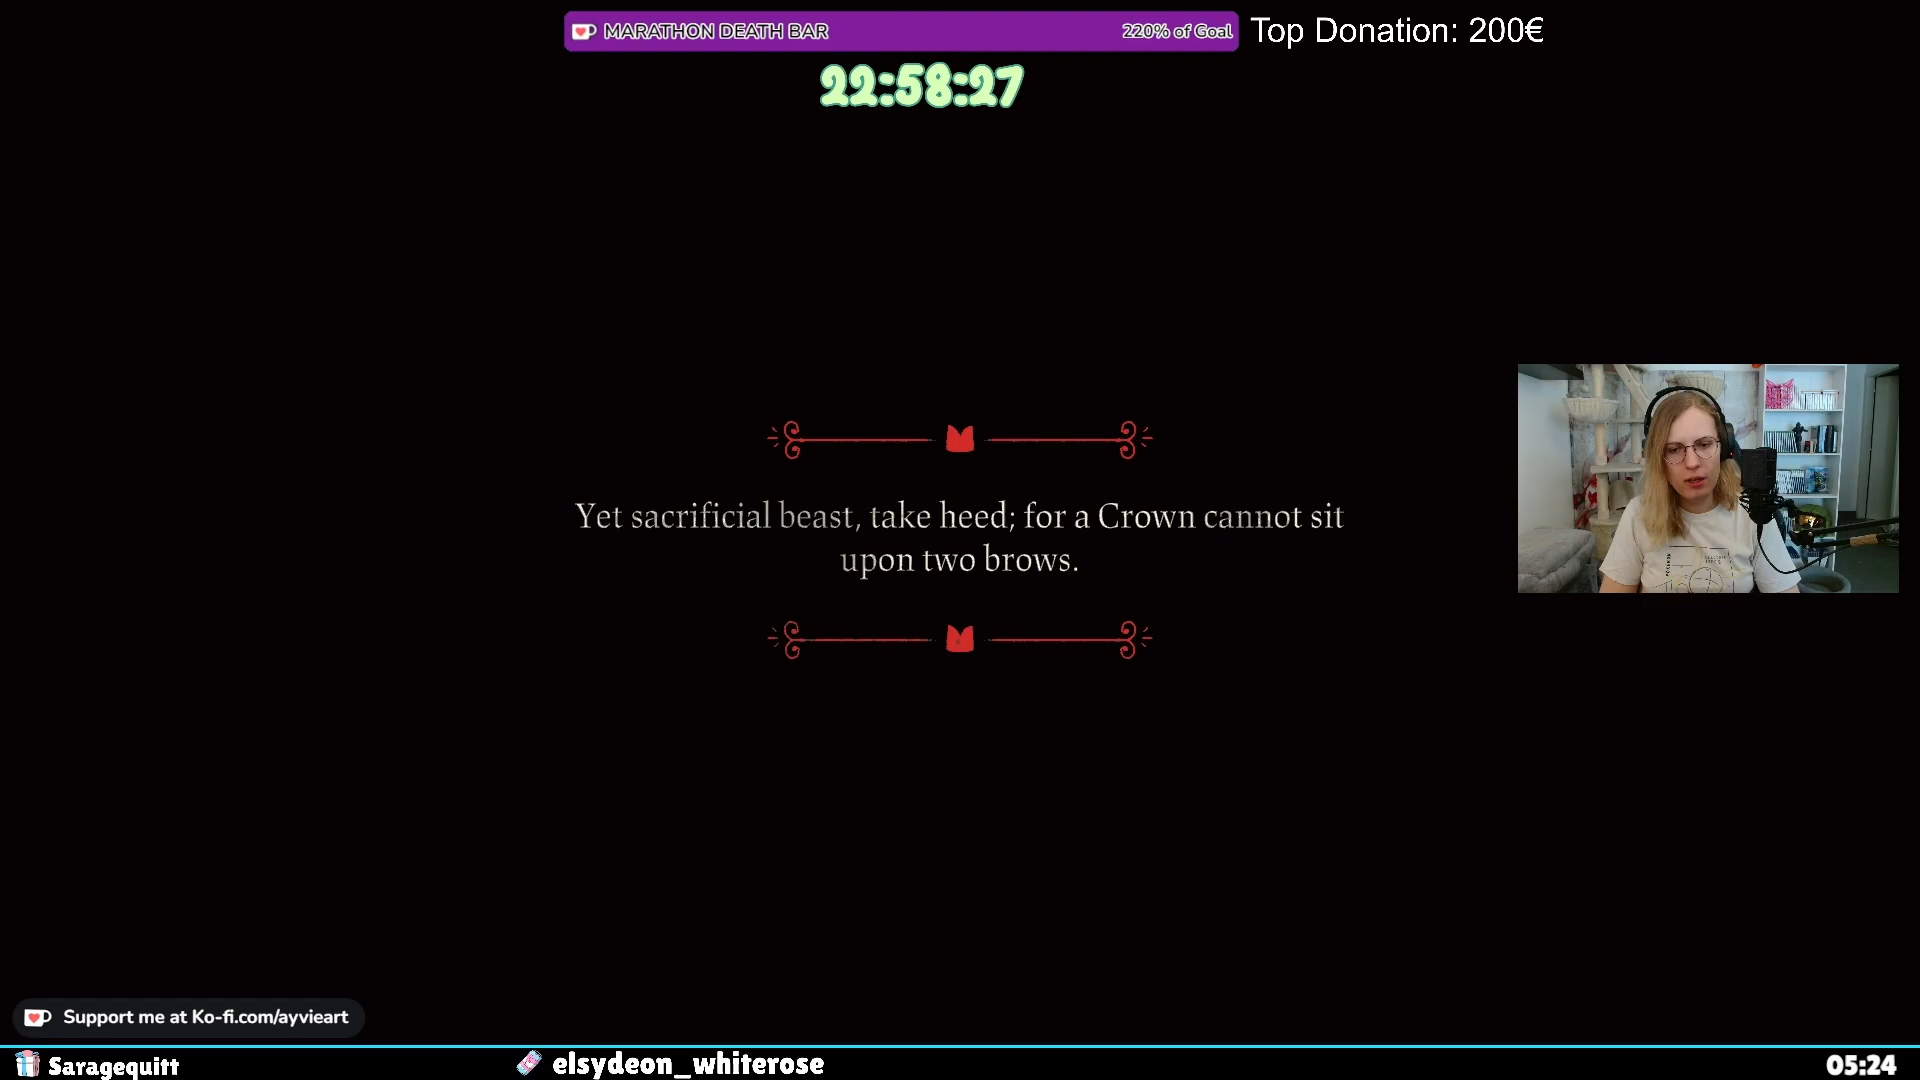 MARATHON DEATH BAR 220% of Goal Top Donation: 200€
22:58:27
Yet sacrificial beast, take heed; for a Crown cannot sit
upon two brows.
Support me at Ko-fi.com/ayvieart
Saragequitt elsydeon_whiterose 05:24